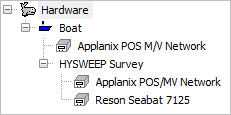 Hardware
Boat
Applanix POS M/V Network
HYSWEEP Survey
Applanix POS/MV Network
Reson Seabat 7125